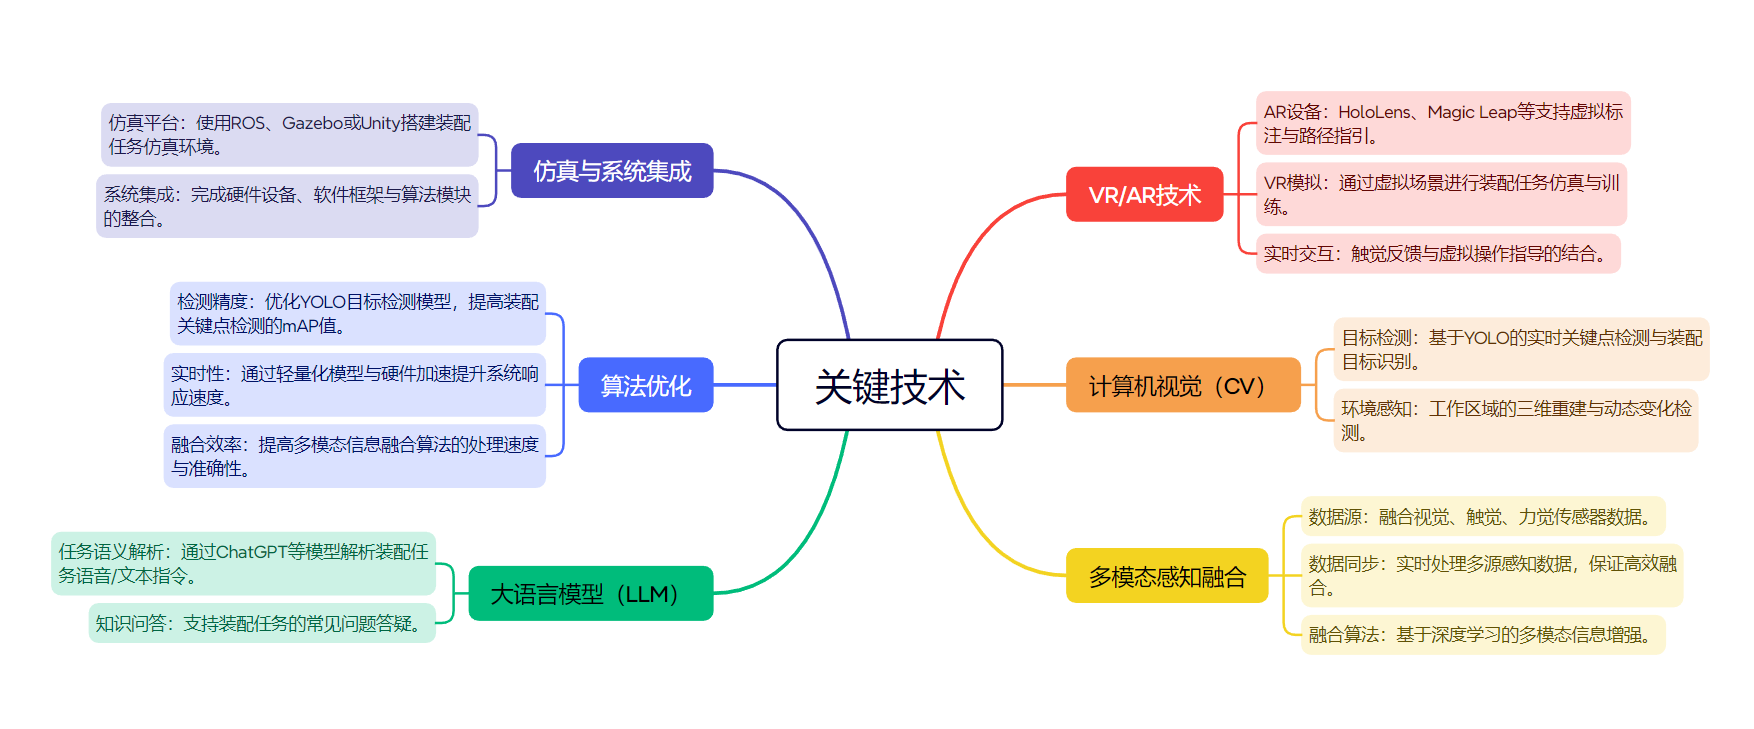 关键技术
VR/AR技术
AR设备：HoloLens、Magic Leap等支持虚拟标
注与路径指引。
VR模拟：通过虚拟场景进行装配任务仿真与训
练。
实时交互：触觉反馈与虚拟操作指导的结合。
计算机视觉（CV）
目标检测：基于YOLO的实时关键点检测与装配
目标识别。
环境感知：工作区域的三维重建与动态变化检
测。
多模态感知融合
数据源：融合视觉、触觉、力觉传感器数据。
数据同步：实时处理多源感知数据，保证高效融
合。
融合算法：基于深度学习的多模态信息增强。
仿真与系统集成
仿真平台：使用ROS、Gazebo或Unity搭建装配
任务仿真环境。
系统集成：完成硬件设备、软件框架与算法模块
的整合。
算法优化
检测精度：优化YOLO目标检测模型，提高装配
关键点检测的mAP值。
实时性：通过轻量化模型与硬件加速提升系统响
应速度。
融合效率：提高多模态信息融合算法的处理速度
与准确性。
大语言模型（LLM）
任务语义解析：通过ChatGPT等模型解析装配任
务语音/文本指令。
知识问答：支持装配任务的常见问题答疑。